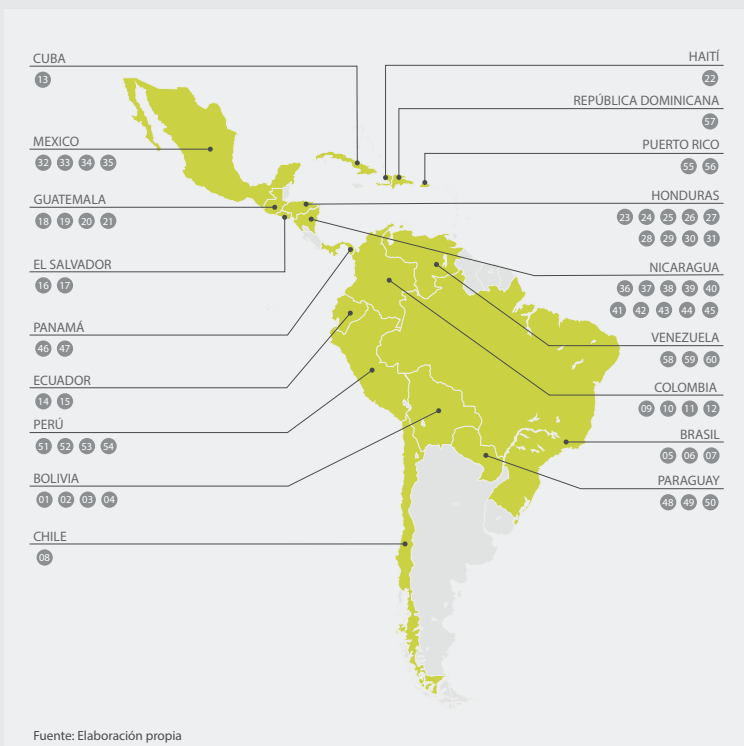 CUBA
13
MEXICO
32 33 34 35
GUATEMALA
18 19 20 21
EL SALVADOR
16 17
PANAMÁ
46 47
ECUADOR
14 15
PERÚ
51 52 53 54
BOLIVIA
01 02 03 04
CHILE
08
HAITÍ
22
REPÚBLICA DOMINICANA
57
PUERTO RICO
55 56
HONDURAS
23 24 25 26 27
28 29 30 31
NICARAGUA
36 37 38 39 40
41 42 43 44 45
VENEZUELA
58 59 60
COLOMBIA
09 10 11 12
BRASIL
05 06 07
PARAGUAY
48 49 50
Fuente: Elaboración propia